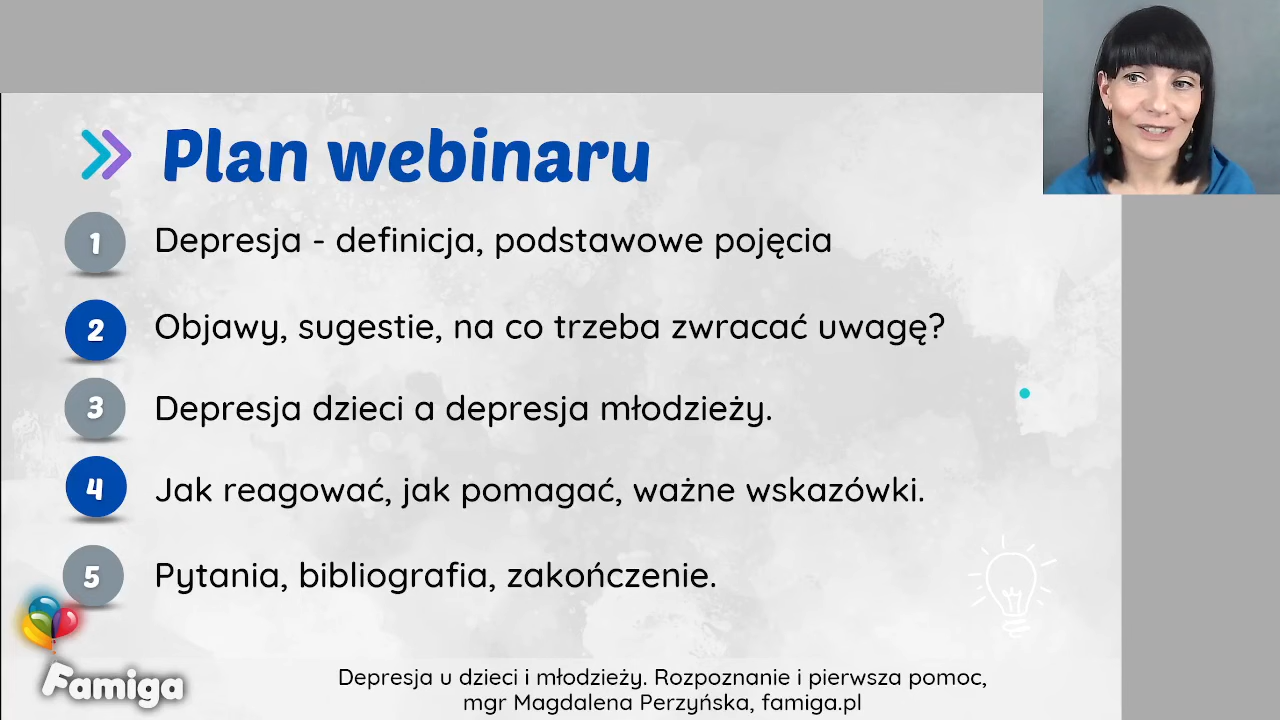 Plan webinaru
1 Depresja - definicja, podstawowe pojęcia
2 Objawy, sugestie, na co trzeba zwracać uwagę?
3 Depresja dzieci a depresja młodzieży.
4 Jak reagować, jak pomagać, ważne wskazówki.
5 Pytania, bibliografia, zakończenie.
Famiga
Depresja u dzieci i młodzieży. Rozpoznanie i pierwsza pomoc,
mgr Magdalena Perzyńska, famiga.pl